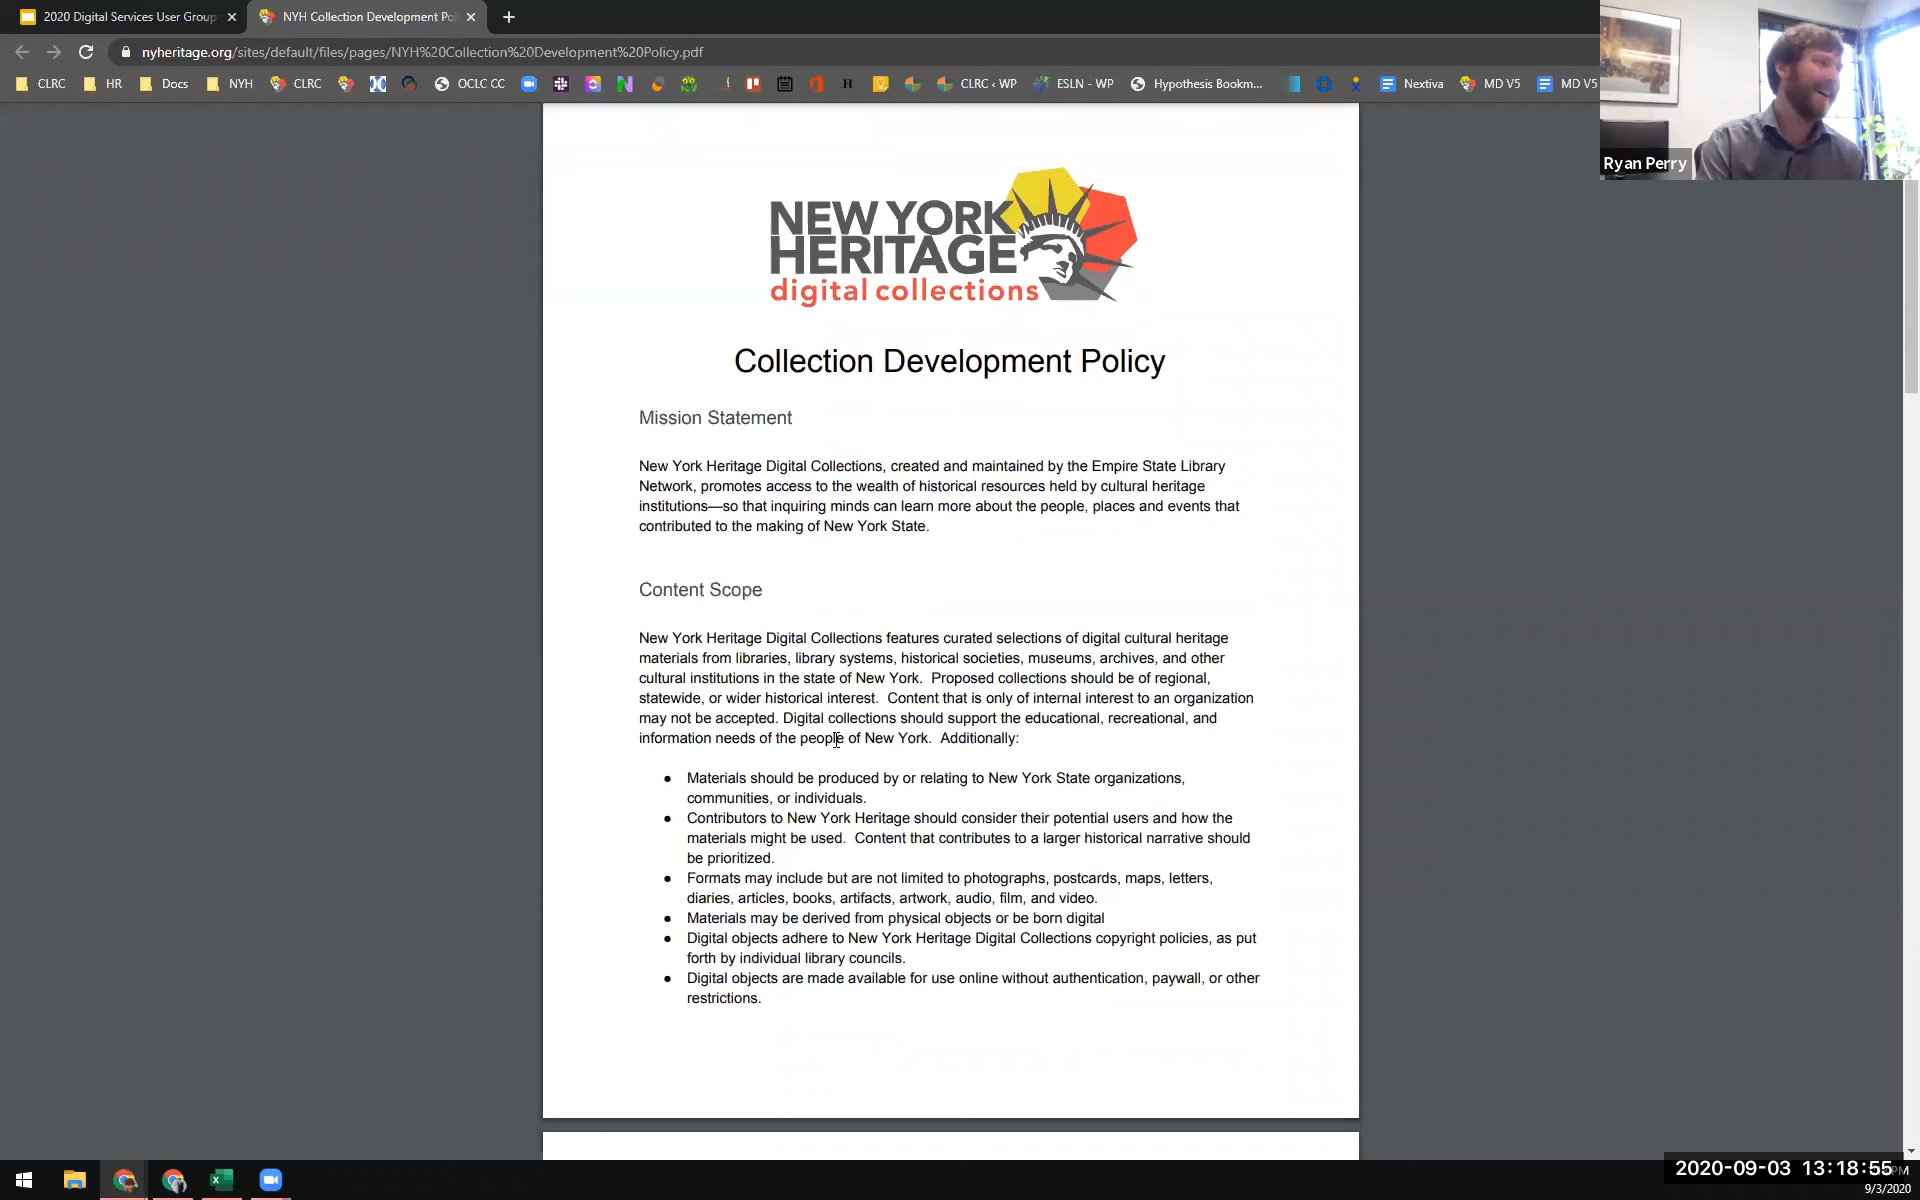 2020 Digital Services User Group
NYH Collection Development Po
nyheritage.org/sites/default/files/pages/NYH%20Collection%20Development%20Policy.pdf
CLRC
HR
Docs
NYH
CLRC
OCLC CC
CLRC ‹ WP
ESLN - WP
Hypothesis Bookm...
Nextiva
MD V5
MD V5
Ryan Perry
NEW YORK
HERITAGE
digital collections
Collection Development Policy
Mission Statement
New York Heritage Digital Collections, created and maintained by the Empire State Library
Network, promotes access to the wealth of historical resources held by cultural heritage
institutions—so that inquiring minds can learn more about the people, places and events that
contributed to the making of New York State.
Content Scope
New York Heritage Digital Collections features curated selections of digital cultural heritage
materials from libraries, library systems, historical societies, museums, archives, and other
cultural institutions in the state of New York.  Proposed collections should be of regional,
statewide, or wider historical interest.  Content that is only of internal interest to an organization
may not be accepted. Digital collections should support the educational, recreational, and
information needs of the people of New York.  Additionally:
● Materials should be produced by or relating to New York State organizations,
communities, or individuals.
● Contributors to New York Heritage should consider their potential users and how the
materials might be used.  Content that contributes to a larger historical narrative should
be prioritized.
● Formats may include but are not limited to photographs, postcards, maps, letters,
diaries, articles, books, artifacts, artwork, audio, film, and video.
● Materials may be derived from physical objects or be born digital
● Digital objects adhere to New York Heritage Digital Collections copyright policies, as put
forth by individual library councils.
● Digital objects are made available for use online without authentication, paywall, or other
restrictions.
2020-09-03 13:18:55
9/3/2020